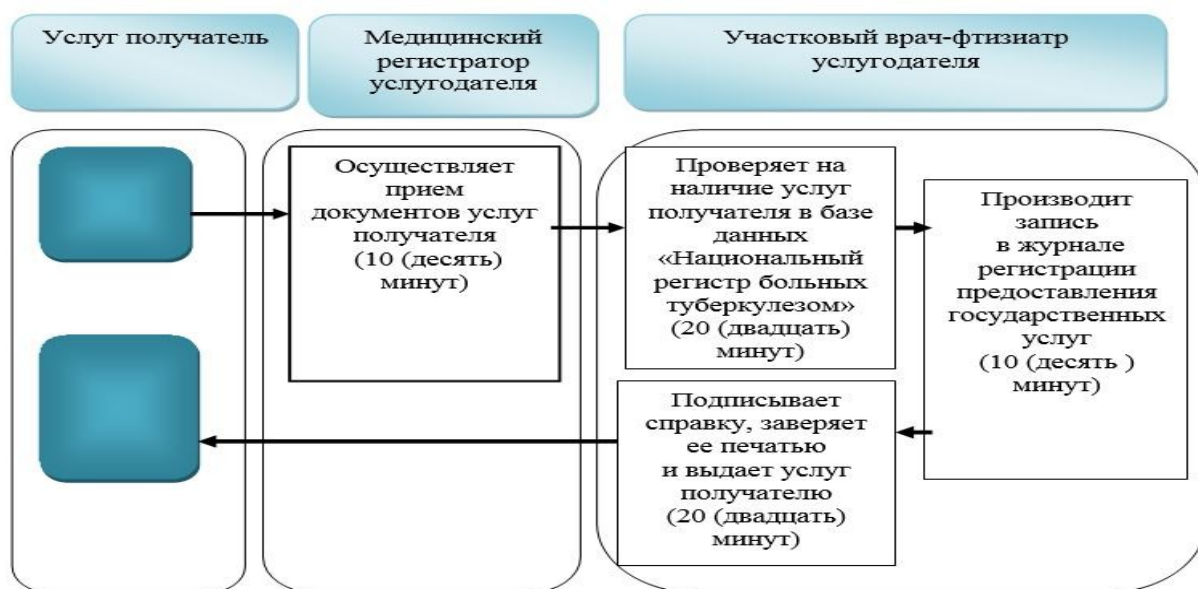 Услуг получатель
Медицинский
регистратор
услугодателя
Участковый врач-фтизиатр
услугодателя
Осуществляет
прием
документов услуг
получателя
(10 (десять)
минут)
Проверяет на
наличие услуг
получателя в базе
данных
«Национальный
регистр больных
туберкулезом»
(20 (двадцать)
минут)
Производит
запись
в журнале
регистрации
предоставления
государственных
услуг
(10 (десять )
минут)
Подписывает
справку, заверяет
ее печатью
и выдает услуг
получателю
(20 (двадцать)
минут)